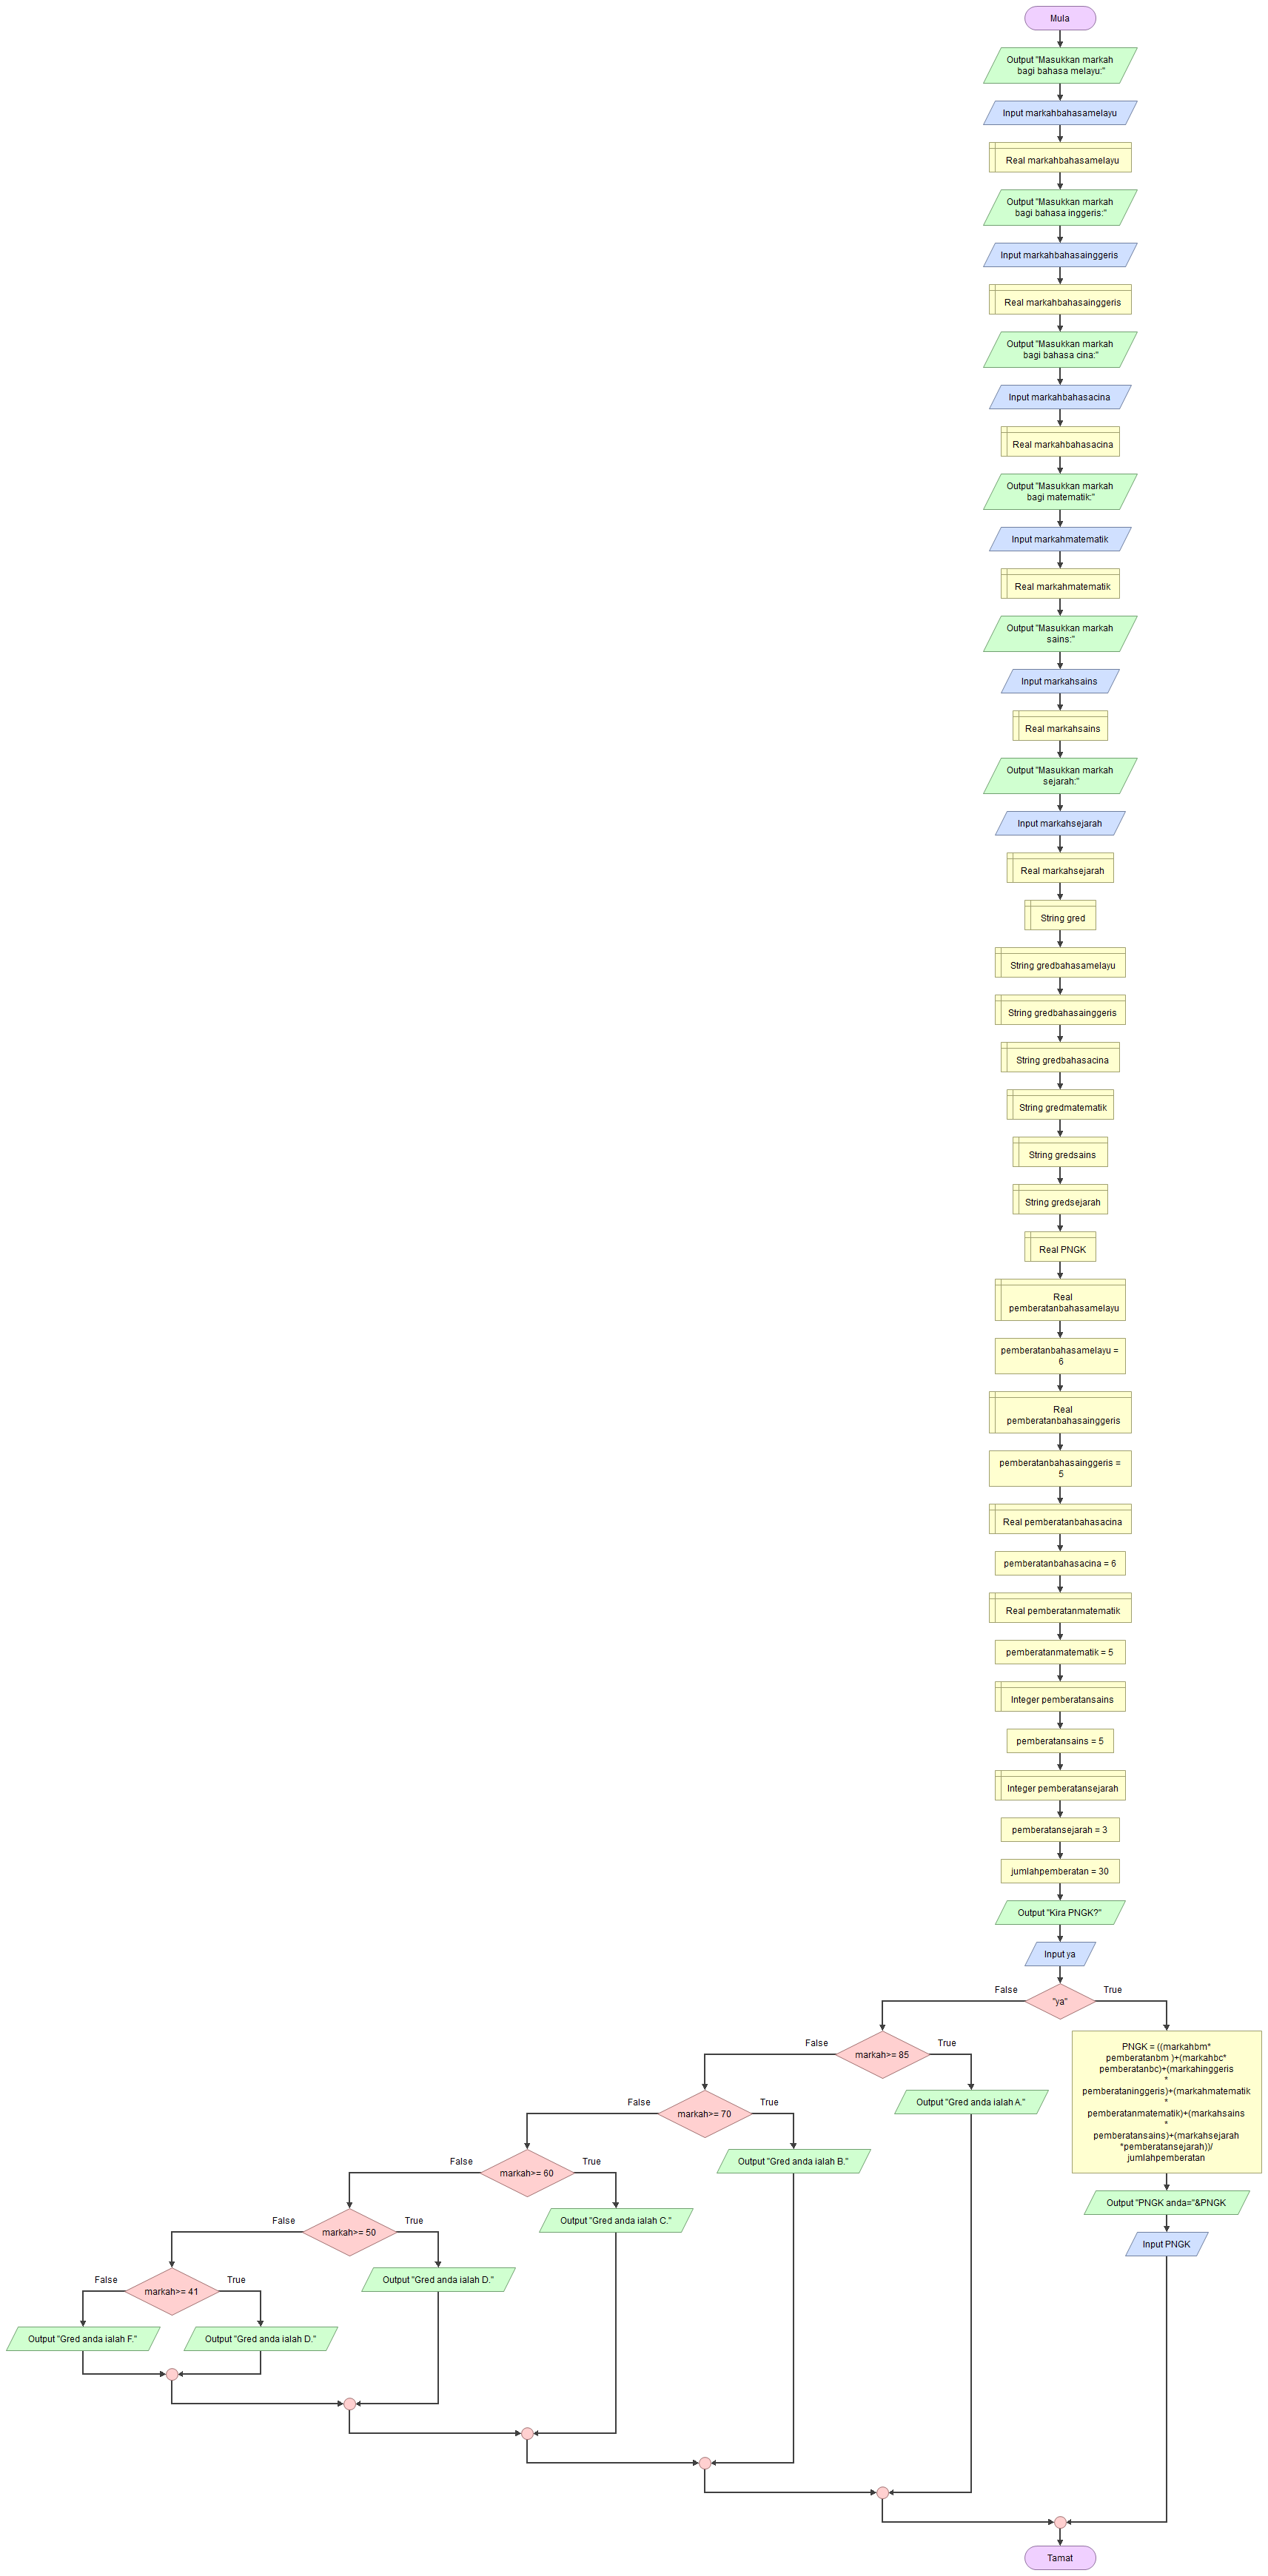 Mula
Output "Masukkan markah
bagi bahasa melayu:"
Input markahbahasamelayu
Real markahbahasamelayu
Output "Masukkan markah
bagi bahasa inggeris:"
Input markahbahasainggeris
Real markahbahasainggeris
Output "Masukkan markah
bagi bahasa cina:"
Input markahbahasacina
Real markahbahasacina
Output "Masukkan markah
bagi matematik:"
Input markahmatematik
Real markahmatematik
Output "Masukkan markah
sains:"
Input markahsains
Real markahsains
Output "Masukkan markah
sejarah:"
Input markahsejarah
Real markahsejarah
String gred
String gredbahasamelayu
String gredbahasainggeris
String gredbahasacina
String gredmatematik
String gredsains
String gredsejarah
Real PNGK
Real
pemberatanbahasamelayu
pemberatanbahasamelayu =
6
Real
pemberatanbahasainggeris
pemberatanbahasainggeris =
5
Real pemberatanbahasacina
pemberatanbahasacina = 6
Real pemberatanmatematik
pemberatanmatematik = 5
Integer pemberatansains
pemberatansains = 5
Integer pemberatansejarah
pemberatansejarah = 3
jumlahpemberatan = 30
Output "Kira PNGK?"
Input ya
False
"ya"
True
False
markah>= 85
True
PNGK = ((markahbm*
pemberatanbm )+(markahbc*
pemberatanbc)+(markahinggeris
*
pemberataninggeris)+(markahmatematik
*
pemberatanmatematik)+(markahsains
*
pemberatansains)+(markahsejarah
*pemberatansejarah))/
jumlahpemberatan
False
markah>= 70
True
Output "Gred anda ialah A."
False
markah>= 60
True
Output "Gred anda ialah B."
Output "PNGK anda="&PNGK
False
markah>= 50
True
Output "Gred anda ialah C."
Input PNGK
False
markah>= 41
True
Output "Gred anda ialah D."
Output "Gred anda ialah F."
Output "Gred anda ialah D."
Tamat